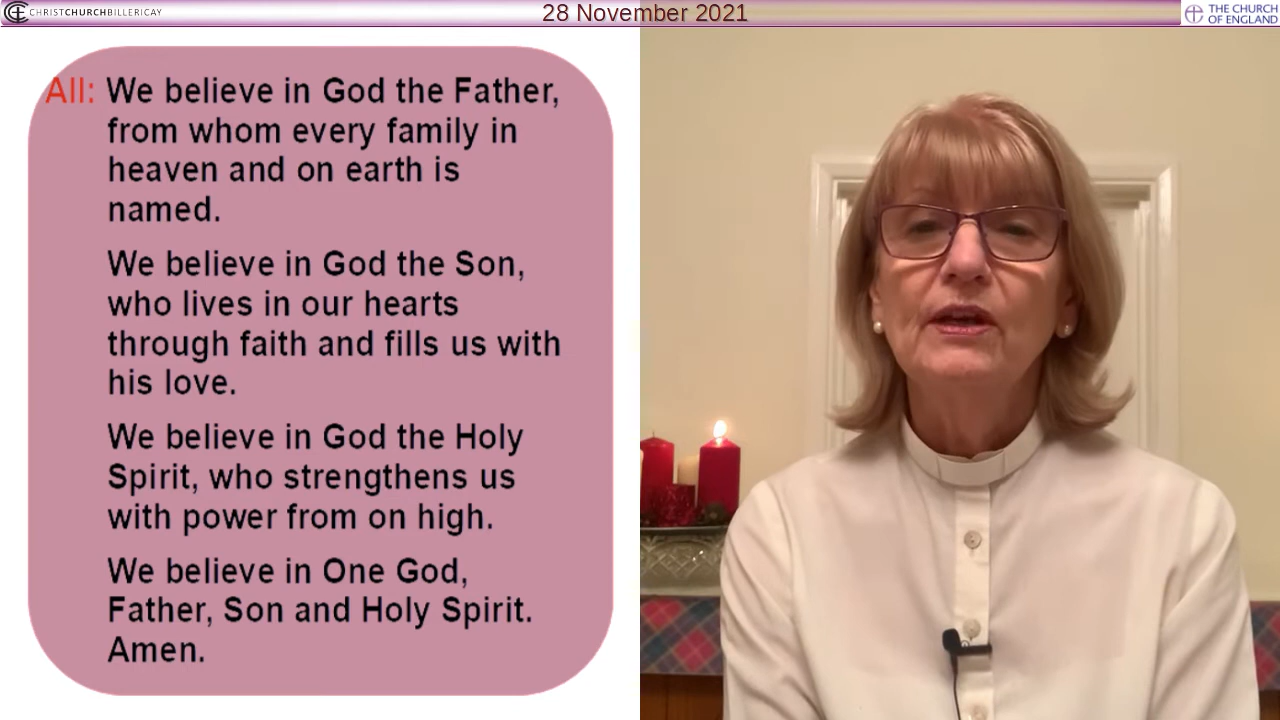 CHRISTCHURCHBILLERICAY
28 November 2021
THE CHURCH
OF ENGLAND
All: We believe in God the Father,
from whom every family in
heaven and on earth is
named.
We believe in God the Son,
who lives in our hearts
through faith and fills us with
his love.
We believe in God the Holy
Spirit, who strengthens us
with power from on high.
We believe in One God,
Father, Son and Holy Spirit.
Amen.